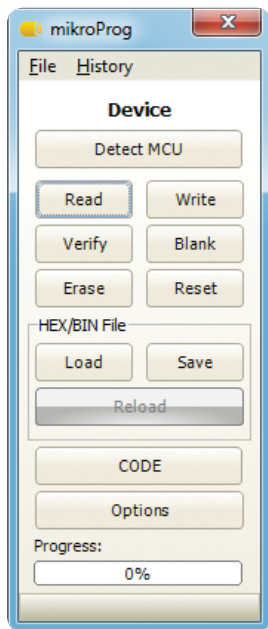 mikroProg
File History
Device
Detect MCU
Read Write
Verify Blank
Erase Reset
HEX/BIN File
Load Save
Reload
CODE
Options
Progress:
0%